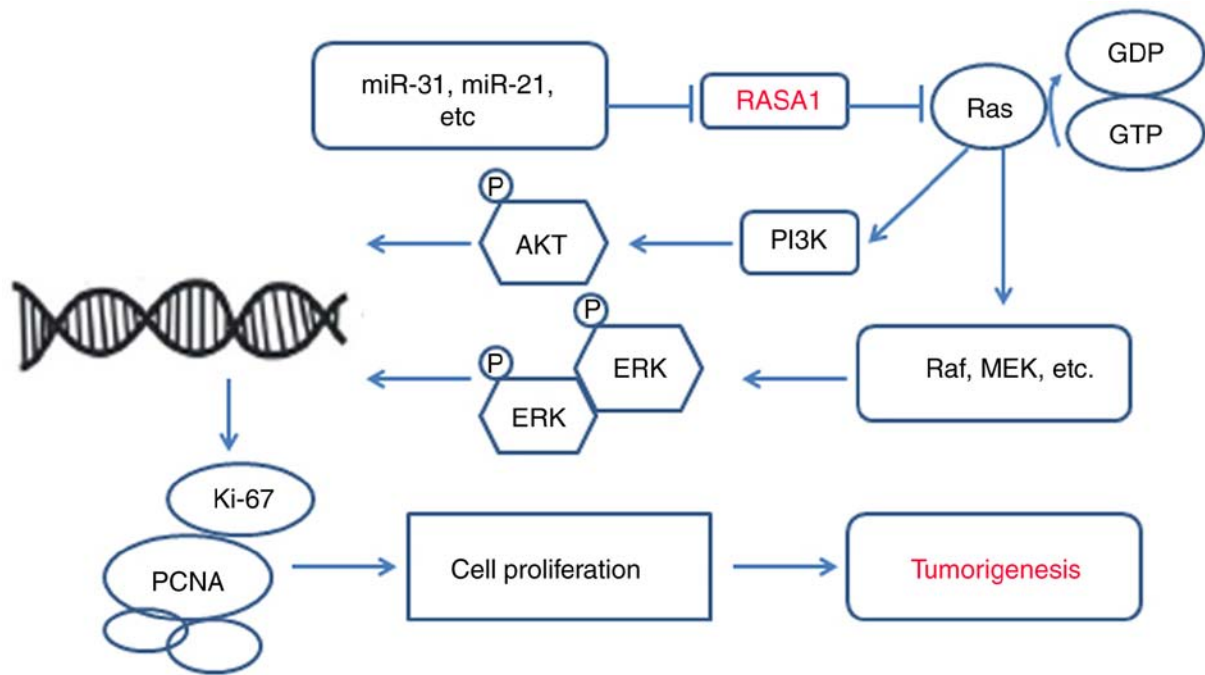 miR-31, miR-21,
etc
RASA1
Ras
GDP
GTP
P
AKT
PI3K
P
ERK
P
ERK
Raf, MEK, etc.
Ki-67
PCNA
Cell proliferation
Tumorigenesis